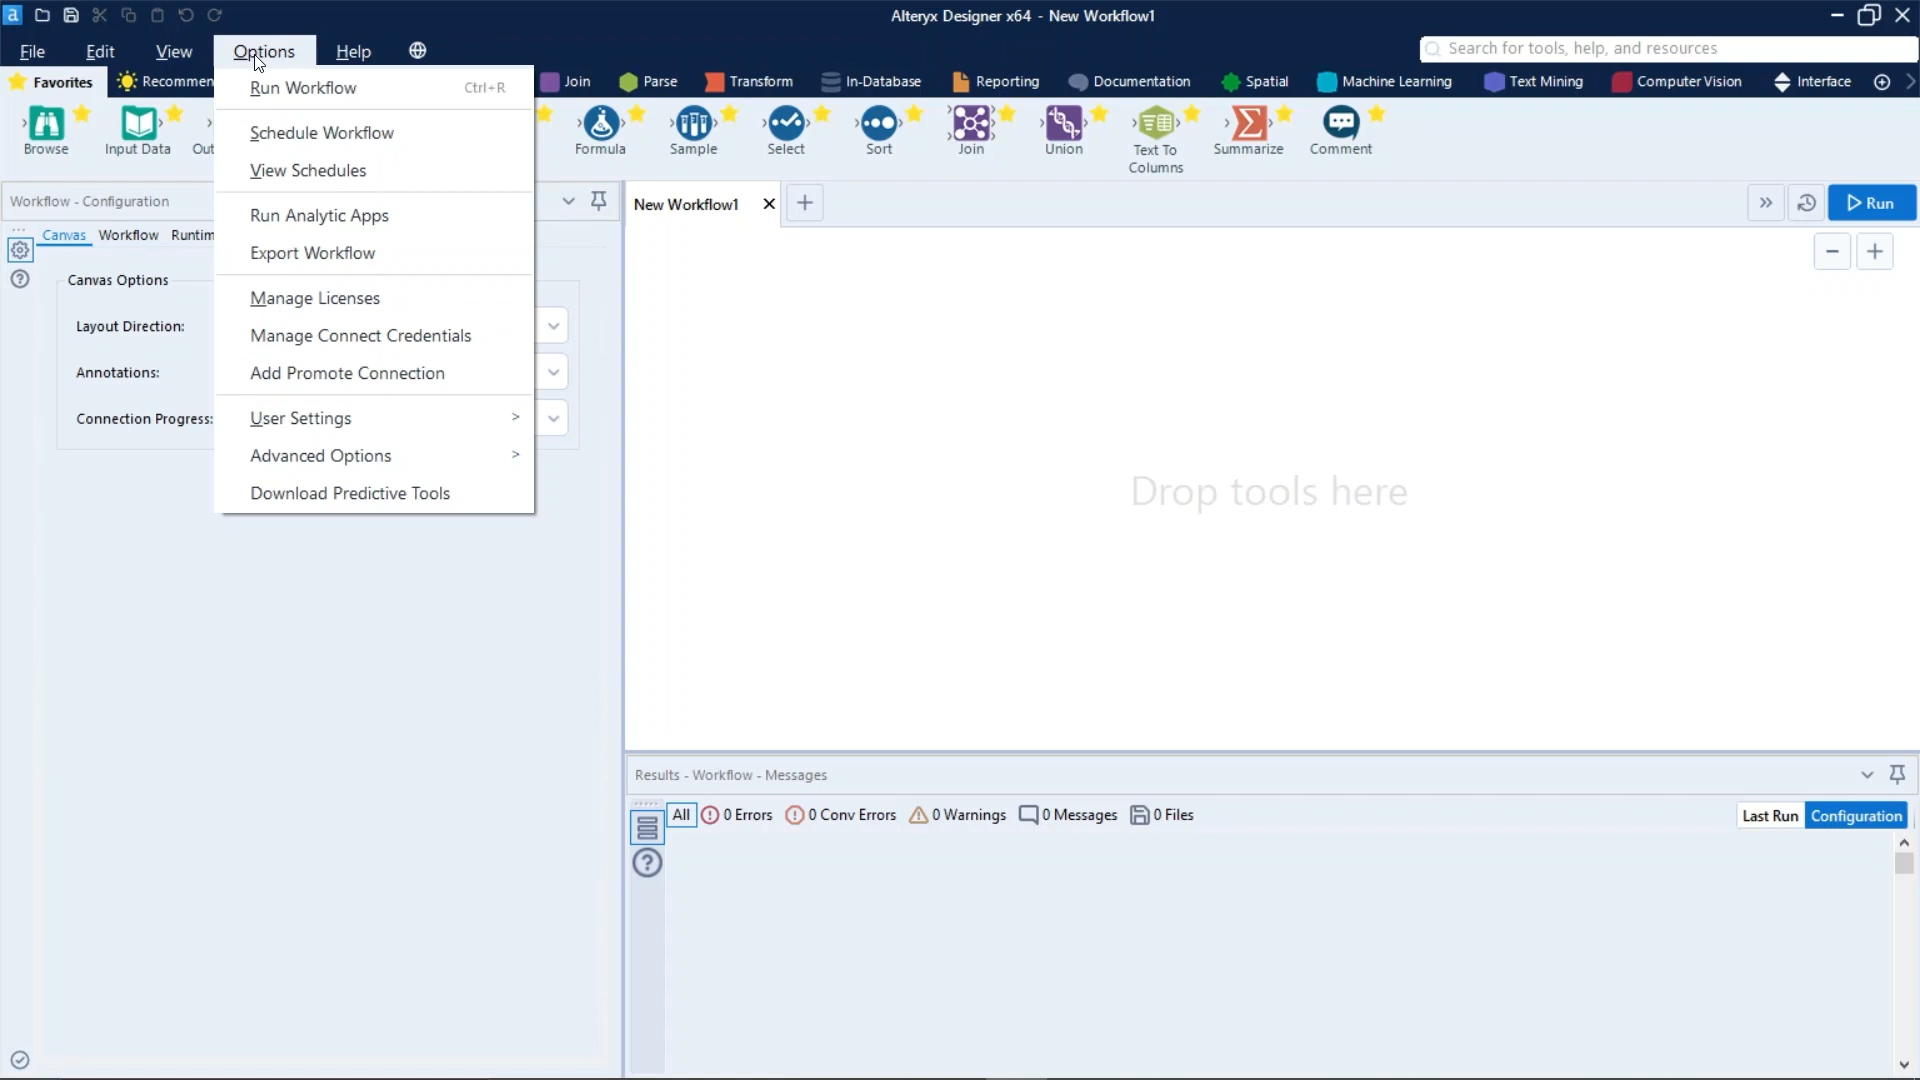 a Alteryx Designer x64 - New Workflow1
File Edit View Options Help Search for tools, help, and resources
Favorites Recommen Join Parse Transform In-Database Reporting Documentation Spatial Machine Learning Text Mining Computer Vision Interface
Browse Input Data Out Formula Sample Select Sort Join Union Text To Columns Summarize Comment
Run Workflow Ctrl+R
Schedule Workflow
View Schedules
Run Analytic Apps
Export Workflow
Manage Licenses
Manage Connect Credentials
Add Promote Connection
User Settings >
Advanced Options >
Download Predictive Tools
Workflow - Configuration
Canvas Workflow Runtim
Canvas Options
Layout Direction:
Annotations:
Connection Progress:
New Workflow1 Run
Drop tools here
Results - Workflow - Messages
All 0 Errors 0 Conv Errors 0 Warnings 0 Messages 0 Files Last Run Configuration